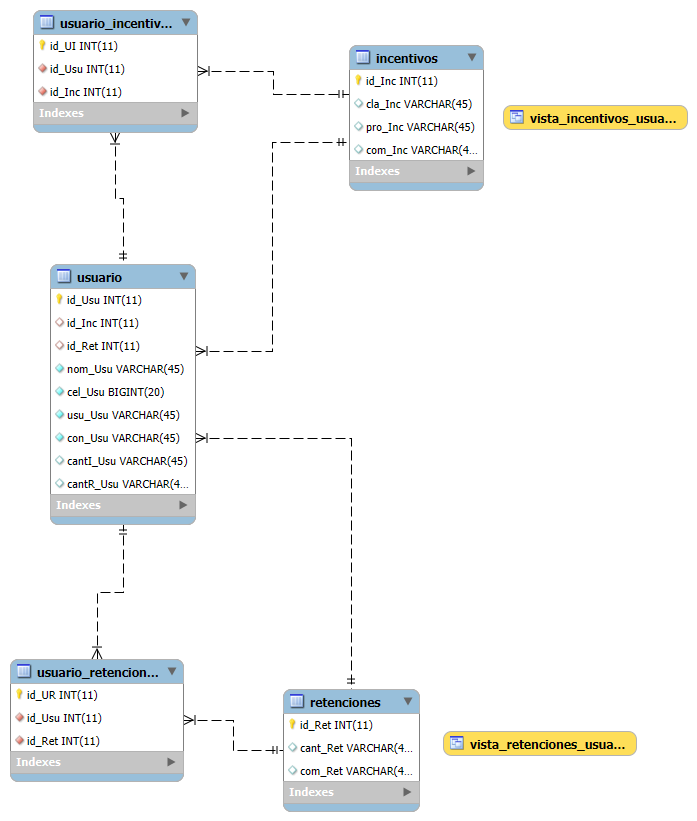 usuario_incentiv...
id_UI INT(11)
id_Usu INT(11)
id_Inc INT(11)
Indexes
incentivos
id_Inc INT(11)
cla_Inc VARCHAR(45)
pro_Inc VARCHAR(45)
com_Inc VARCHAR(4...
Indexes
vista_incentivos_usua...
usuario
id_Usu INT(11)
id_Inc INT(11)
id_Ret INT(11)
nom_Usu VARCHAR(45)
cel_Usu BIGINT(20)
usu_Usu VARCHAR(45)
con_Usu VARCHAR(45)
cantI_Usu VARCHAR(45)
cantR_Usu VARCHAR(4...
Indexes
usuario_retencion...
id_UR INT(11)
id_Usu INT(11)
id_Ret INT(11)
Indexes
retenciones
id_Ret INT(11)
cant_Ret VARCHAR(4...
com_Ret VARCHAR(4...
Indexes
vista_retenciones_usua...